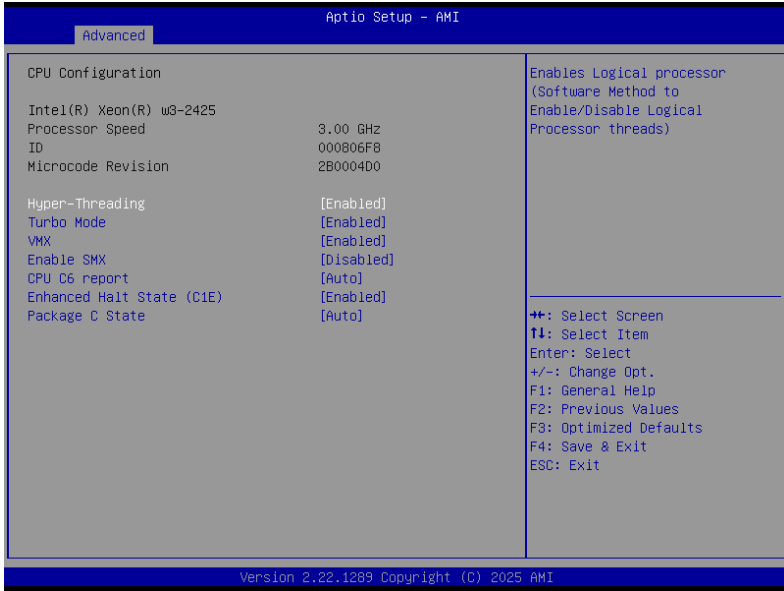 Aptio Setup – AMI
Advanced
CPU Configuration
Intel(R) Xeon(R) w3-2425
Processor Speed 3.00 GHz
ID 000806F8
Microcode Revision 2B0004D0
Hyper-Threading [Enabled]
Turbo Mode [Enabled]
VMX [Enabled]
Enable SMX [Disabled]
CPU C6 report [Auto]
Enhanced Halt State (C1E) [Enabled]
Package C State [Auto]
Enables Logical processor
(Software Method to
Enable/Disable Logical
Processor threads)
→←: Select Screen
↑↓: Select Item
Enter: Select
+/-: Change Opt.
F1: General Help
F2: Previous Values
F3: Optimized Defaults
F4: Save & Exit
ESC: Exit
Version 2.22.1289 Copyright (C) 2025 AMI